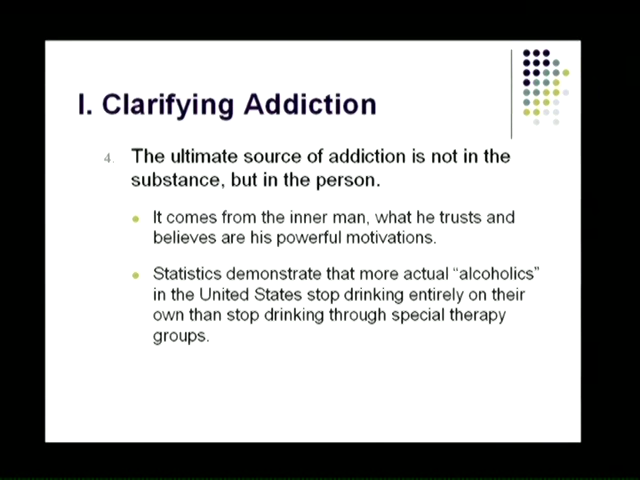 I. Clarifying Addiction
4. The ultimate source of addiction is not in the
substance, but in the person.
It comes from the inner man, what he trusts and
believes are his powerful motivations.
Statistics demonstrate that more actual “alcoholics”
in the United States stop drinking entirely on their
own than stop drinking through special therapy
groups.